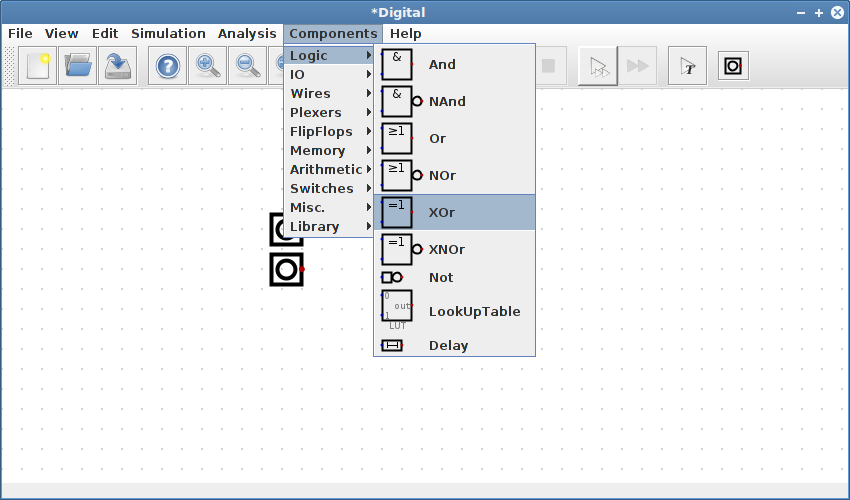 *Digital
File View Edit Simulation Analysis Components Help
T
Logic
IO
Wires
Plexers
FlipFlops
Memory
Arithmetic
Switches
Misc.
Library
& And
& NAnd
≥1 Or
≥1 NOr
=1 XOr
=1 XNOr
Not
0
out
1
LUT
LookUpTable
Delay